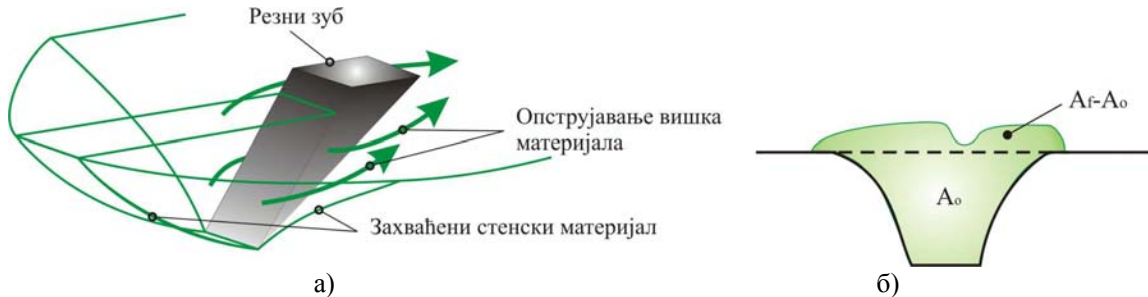 Резни зуб
Опструјавање вишка
материјала
Захваћени стенски материјал
а)
Af-Ao
Ao
б)